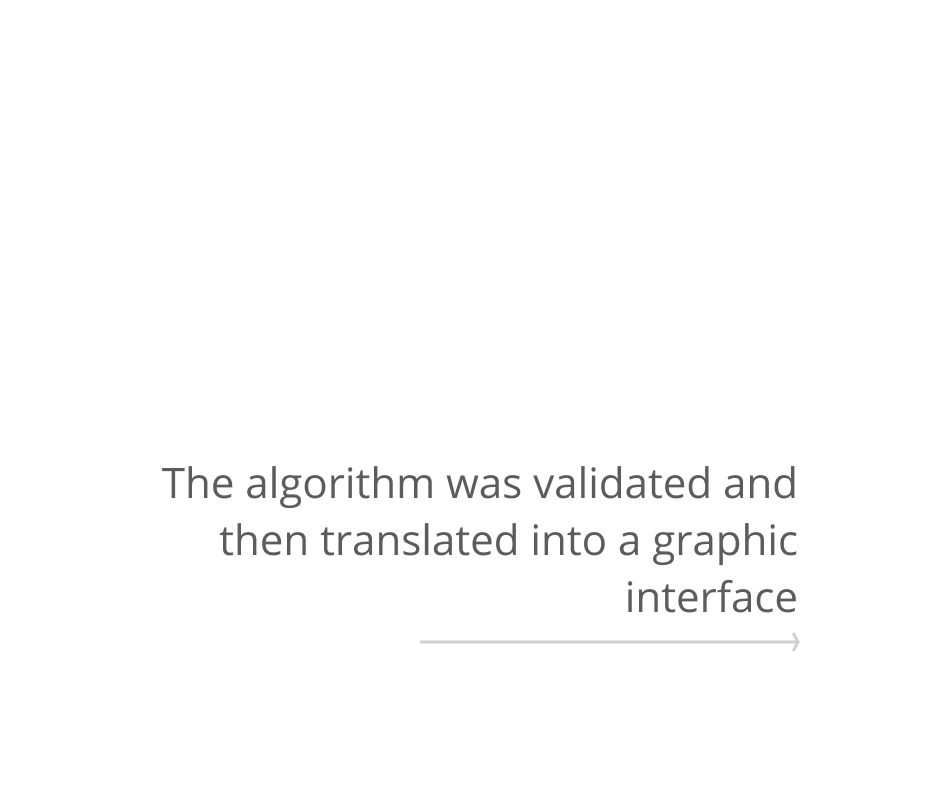 The algorithm was validated and
then translated into a graphic
interface